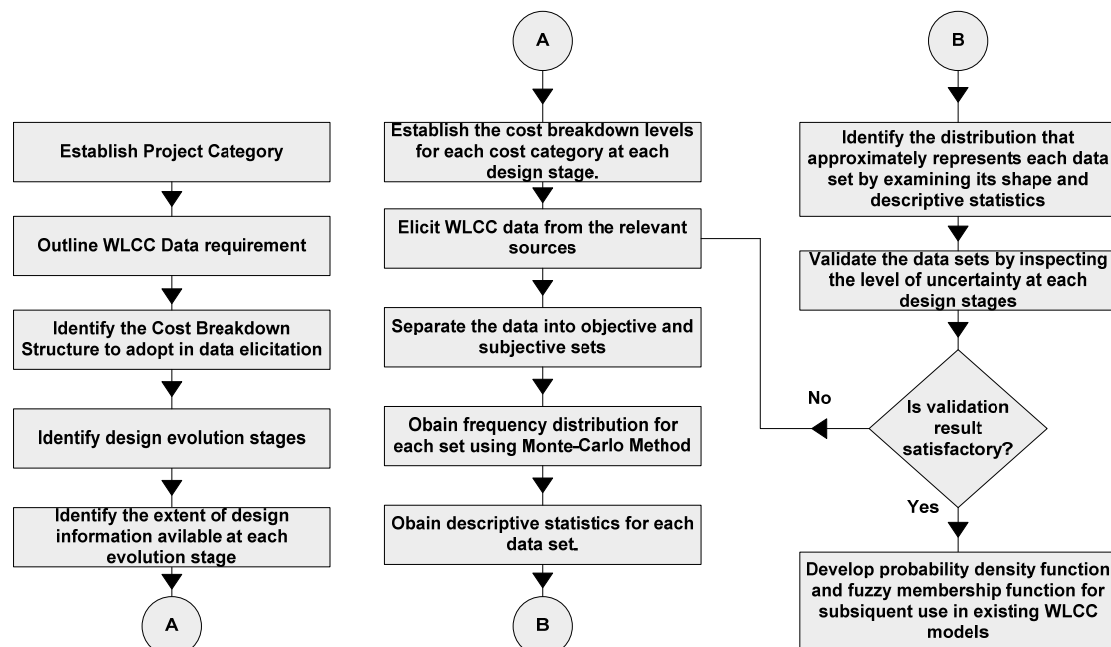 Establish Project Category
Outline WLCC Data requirement
Identify the Cost Breakdown
Structure to adopt in data elicitation
Identify design evolution stages
Identify the extent of design
information avilable at each
evolution stage
A
A
Establish the cost breakdown levels
for each cost category at each
design stage.
Elicit WLCC data from the relevant
sources
Separate the data into objective and
subjective sets
Obain frequency distribution for
each set using Monte-Carlo Method
Obain descriptive statistics for each
data set.
B
B
Identify the distribution that
approximately represents each data
set by examining its shape and
descriptive statistics
Validate the data sets by inspecting
the level of uncertainty at each
design stages
Is validation
result
satisfactory?
No
Yes
Develop probability density function
and fuzzy membership function for
subsiquent use in existing WLCC
models